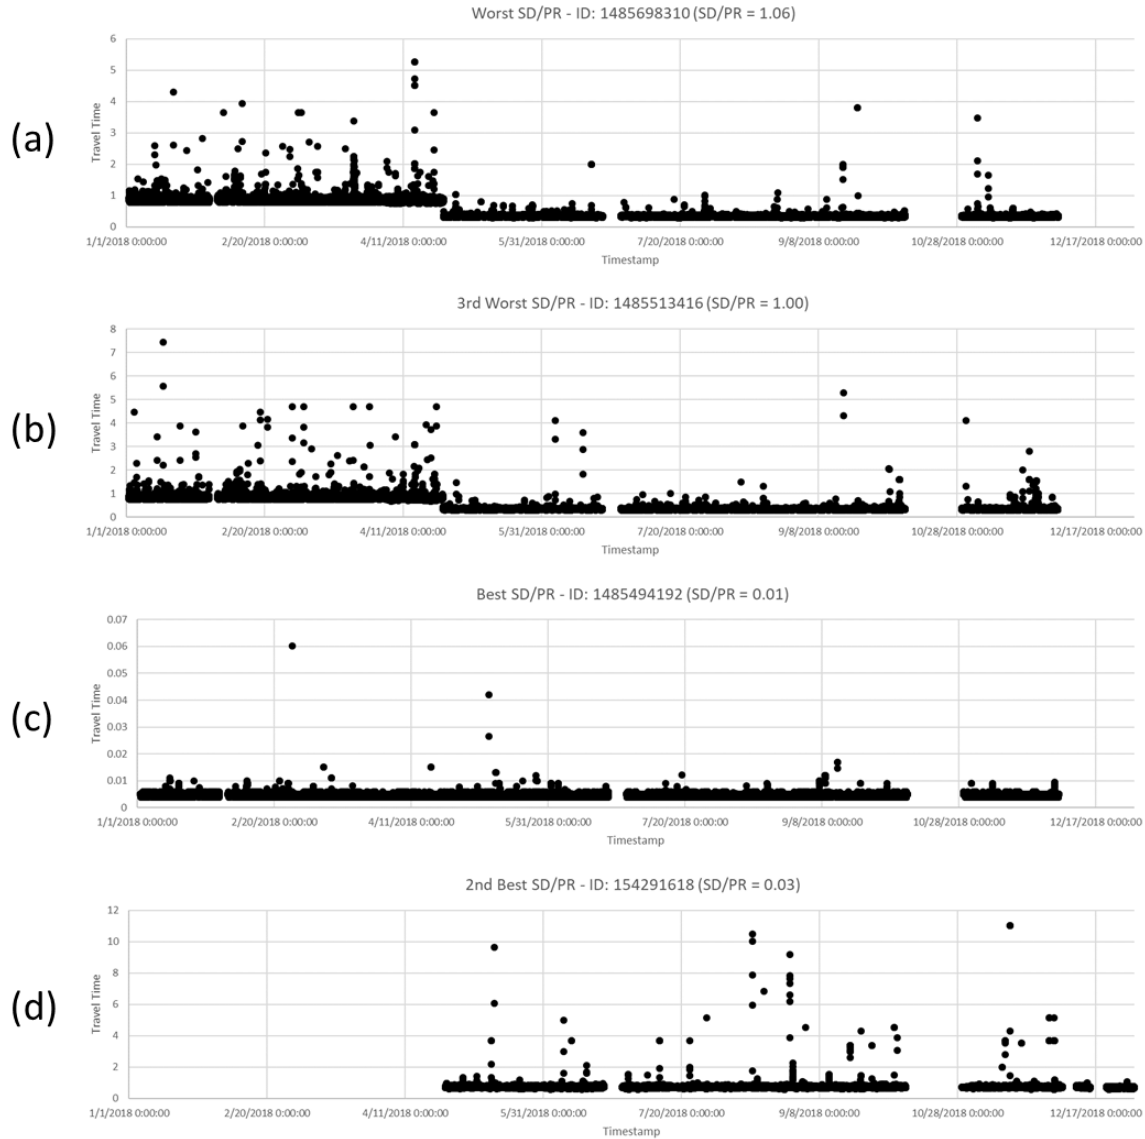 (a)
Worst SD/PR - ID: 1485698310 (SD/PR = 1.06)
Travel Time
6
5
4
3
2
1
0
1/1/2018 0:00:00 2/20/2018 0:00:00 4/11/2018 0:00:00 5/31/2018 0:00:00 7/20/2018 0:00:00 9/8/2018 0:00:00 10/28/2018 0:00:00 12/17/2018 0:00:00
Timestamp
(b)
3rd Worst SD/PR - ID: 1485513416 (SD/PR = 1.00)
Travel Time
8
7
6
5
4
3
2
1
0
1/1/2018 0:00:00 2/20/2018 0:00:00 4/11/2018 0:00:00 5/31/2018 0:00:00 7/20/2018 0:00:00 9/8/2018 0:00:00 10/28/2018 0:00:00 12/17/2018 0:00:00
Timestamp
(c)
Best SD/PR - ID: 1485494192 (SD/PR = 0.01)
Travel Time
0.07
0.06
0.05
0.04
0.03
0.02
0.01
0
1/1/2018 0:00:00 2/20/2018 0:00:00 4/11/2018 0:00:00 5/31/2018 0:00:00 7/20/2018 0:00:00 9/8/2018 0:00:00 10/28/2018 0:00:00 12/17/2018 0:00:00
Timestamp
(d)
2nd Best SD/PR - ID: 154291618 (SD/PR = 0.03)
Travel Time
12
10
8
6
4
2
0
1/1/2018 0:00:00 2/20/2018 0:00:00 4/11/2018 0:00:00 5/31/2018 0:00:00 7/20/2018 0:00:00 9/8/2018 0:00:00 10/28/2018 0:00:00 12/17/2018 0:00:00
Timestamp